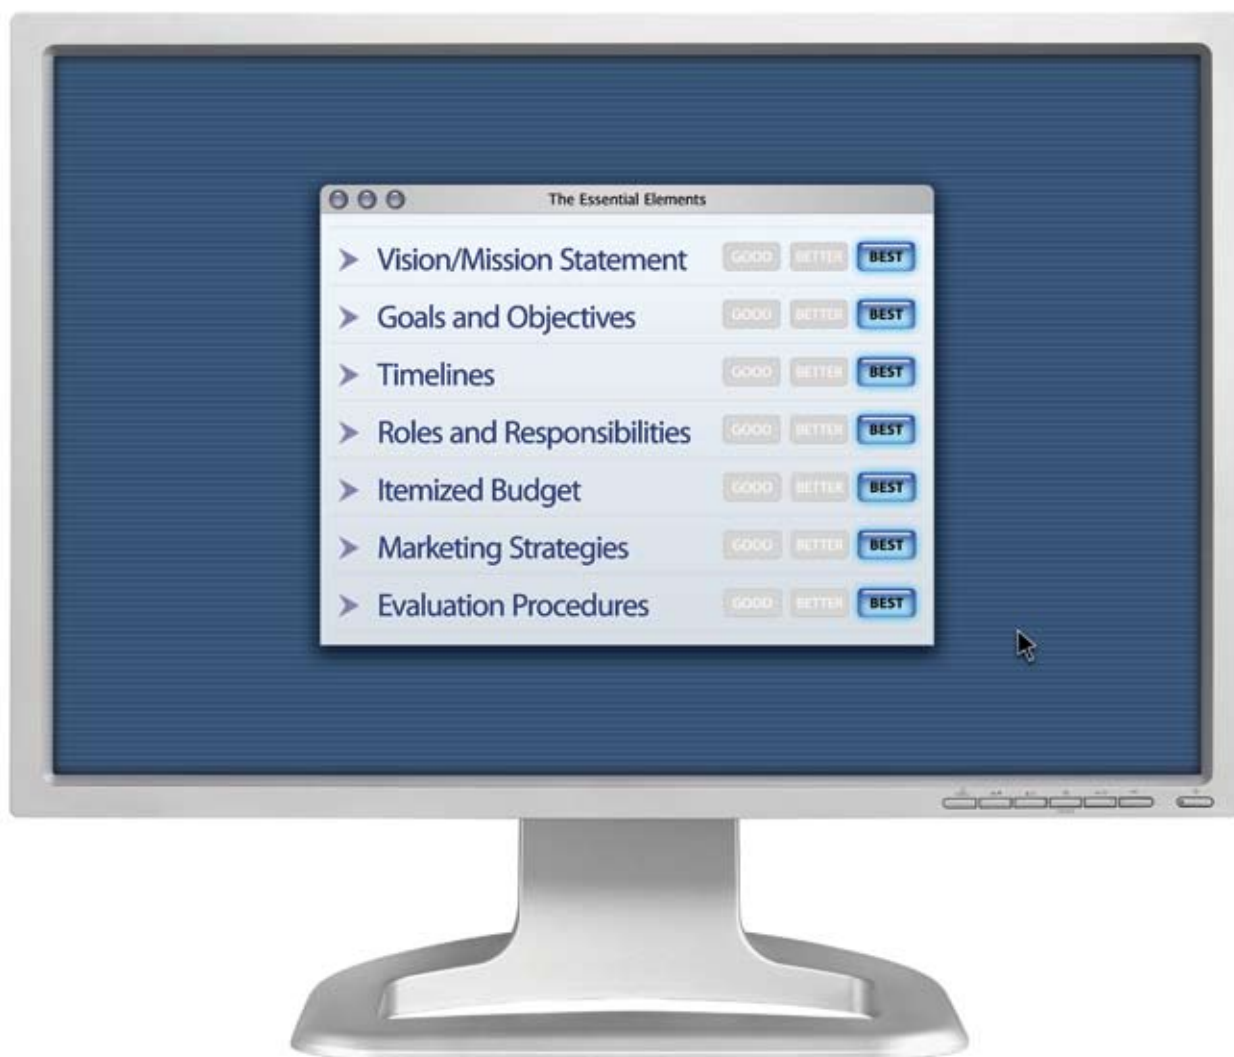 The Essential Elements
Vision/Mission Statement GOOD BETTER BEST
Goals and Objectives GOOD BETTER BEST
Timelines GOOD BETTER BEST
Roles and Responsibilities GOOD BETTER BEST
Itemized Budget GOOD BETTER BEST
Marketing Strategies GOOD BETTER BEST
Evaluation Procedures GOOD BETTER BEST